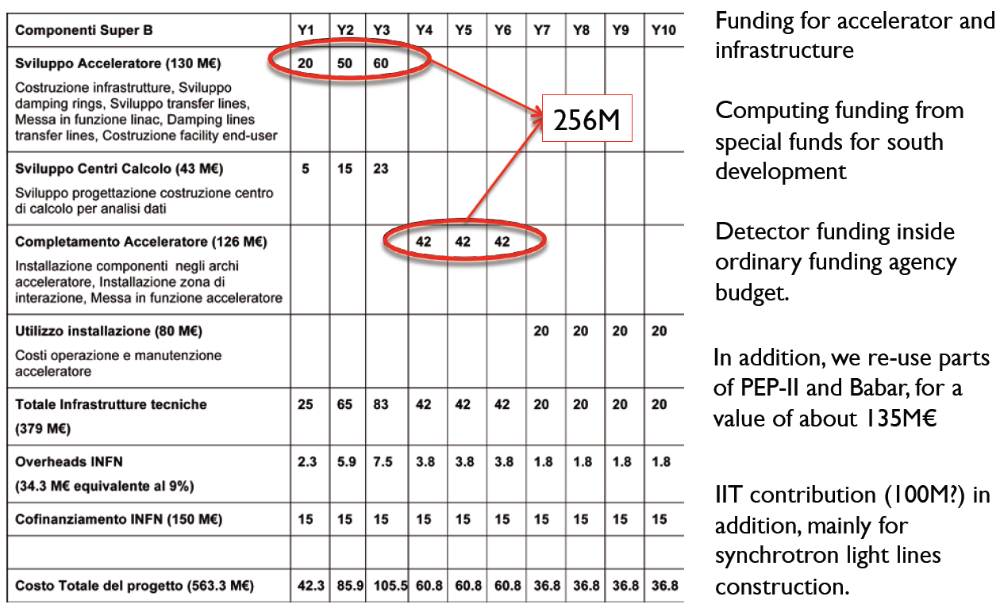 Componenti Super B Y1 Y2 Y3 Y4 Y5 Y6 Y7 Y8 Y9 Y10
Sviluppo Acceleratore (130 M€) 20 50 60
Costruzione infrastrutture, Sviluppo
damping rings, Sviluppo transfer lines,
Messa in funzione linac, Damping lines
transfer lines, Costruzione facility end-user
256M
Sviluppo Centri Calcolo (43 M€) 5 15 23
Sviluppo progettazione costruzione centro
di calcolo per analisi dati
Completamento Acceleratore (126 M€) 42 42 42
Installazione componenti negli archi
acceleratore, Installazione zona di
interazione, Messa in funzione acceleratore
Utilizzo installazione (80 M€) 20 20 20 20
Costi operazione e manutenzione
acceleratore
Totale Infrastrutture tecniche 25 65 83 42 42 42 20 20 20 20
(379 M€)
Overheads INFN 2.3 5.9 7.5 3.8 3.8 3.8 1.8 1.8 1.8 1.8
(34.3 M€ equivalente al 9%)
Cofinanziamento INFN (150 M€) 15 15 15 15 15 15 15 15 15 15
Costo Totale del progetto (563.3 M€) 42.3 85.9 105.5 60.8 60.8 60.8 36.8 36.8 36.8 36.8
Funding for accelerator and
infrastructure
Computing funding from
special funds for south
development
Detector funding inside
ordinary funding agency
budget.
In addition, we re-use parts
of PEP-II and Babar, for a
value of about 135M€
IIT contribution (100M?) in
addition, mainly for
synchrotron light lines
construction.